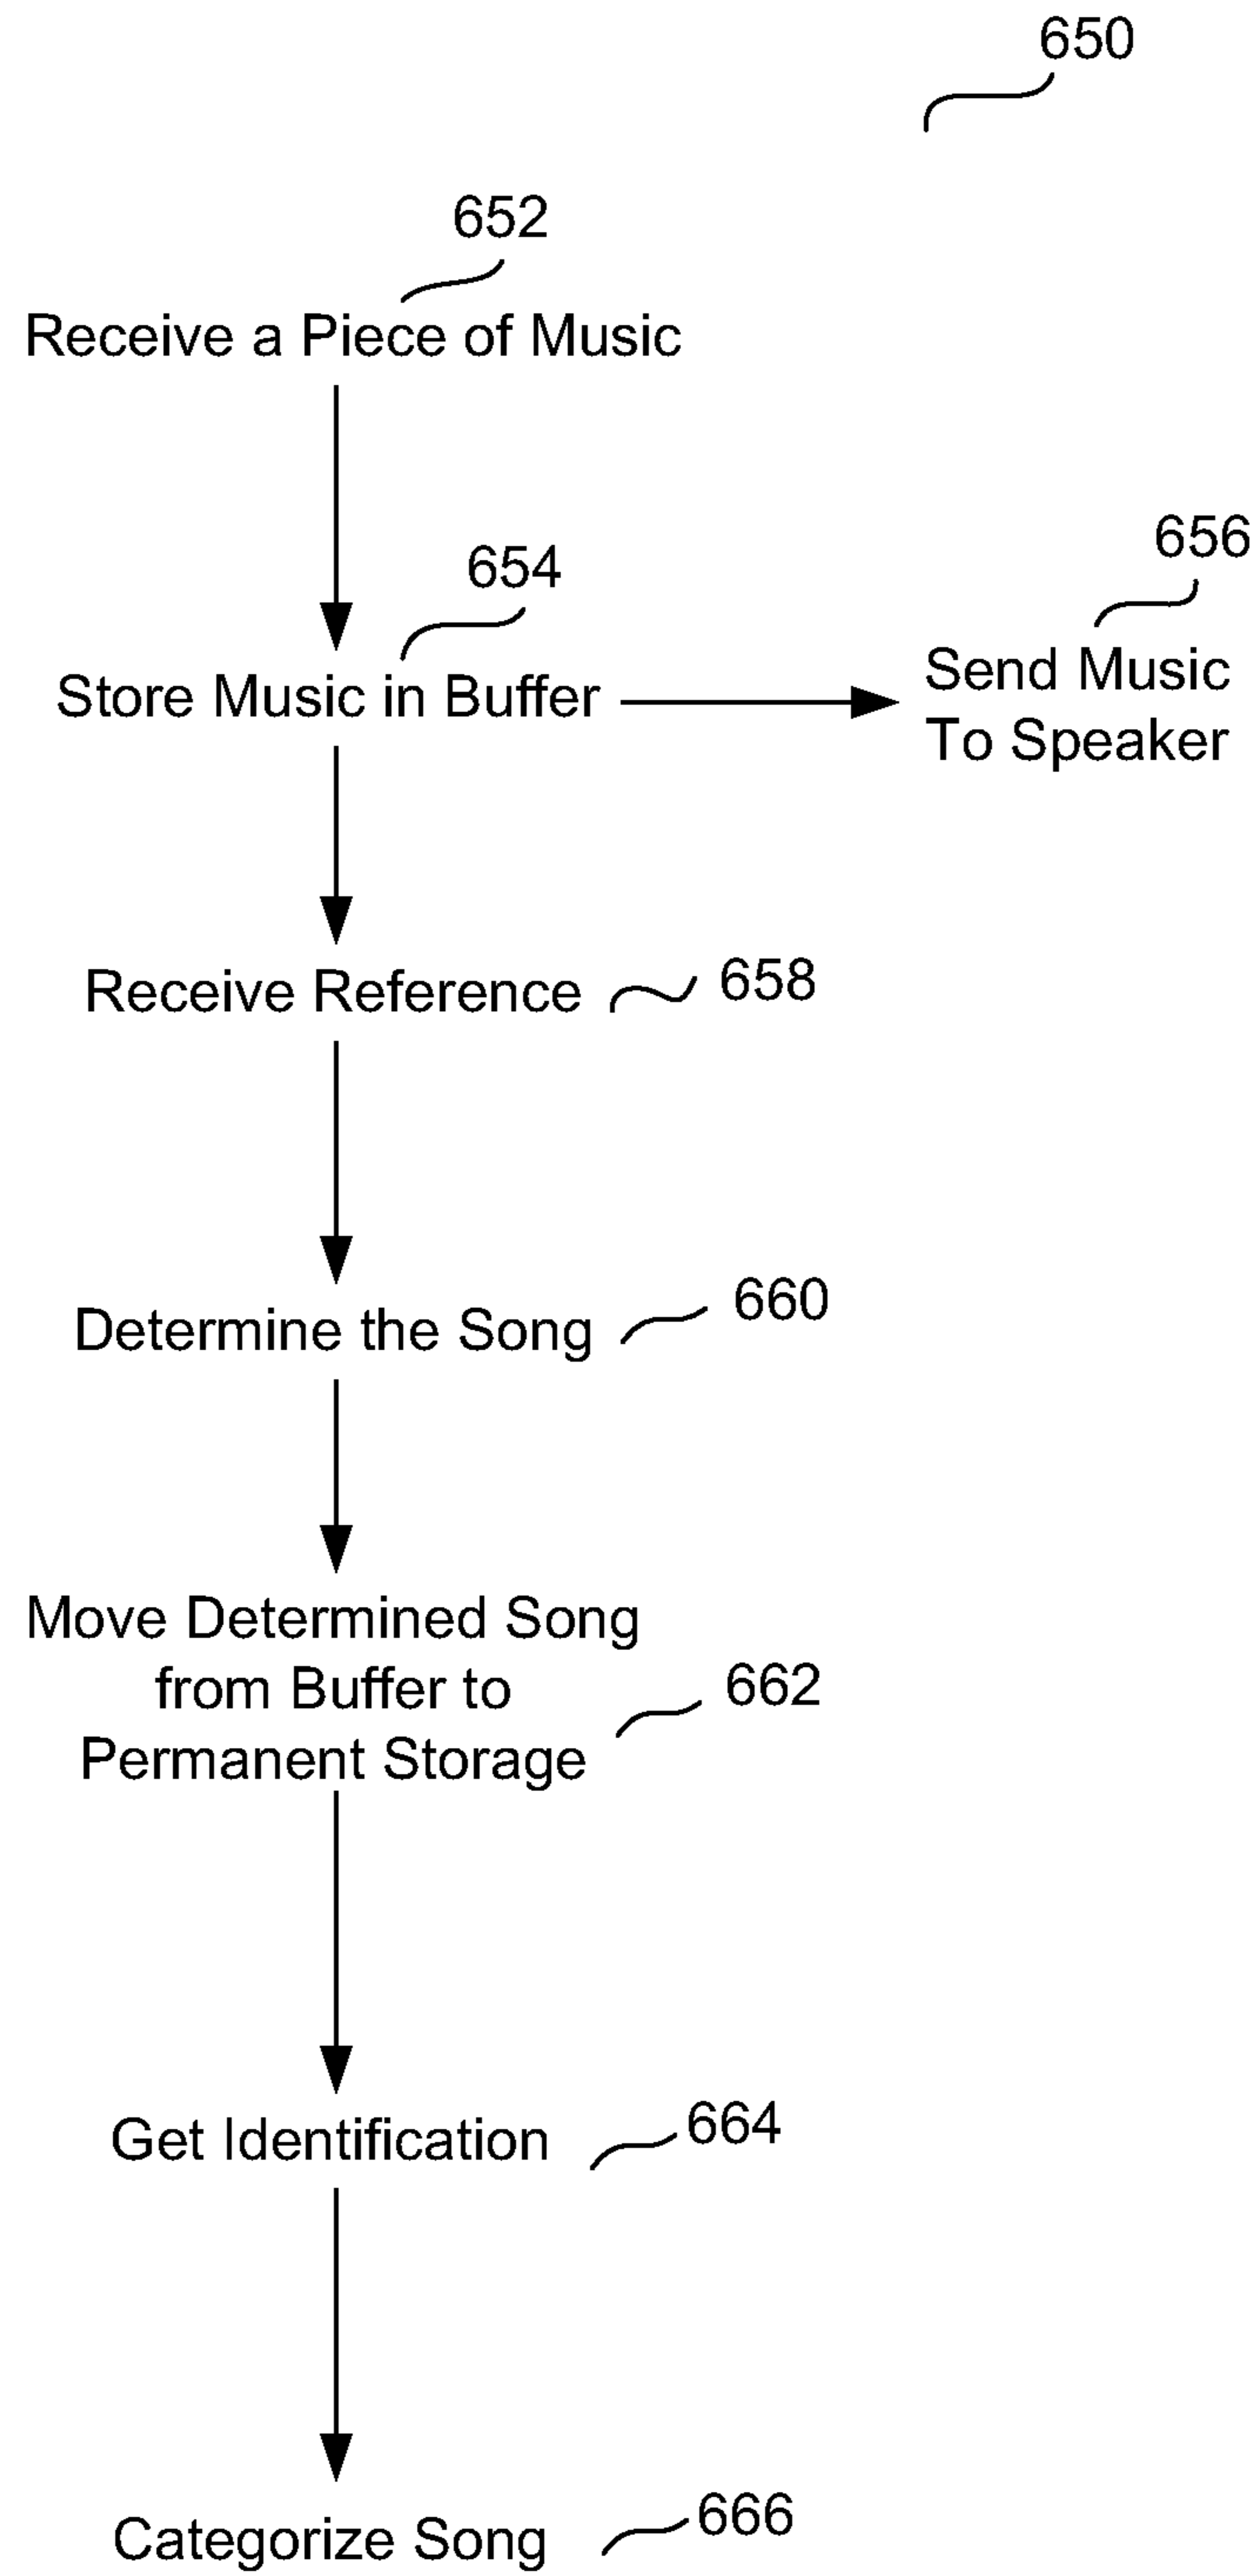 650
652
Receive a Piece of Music
654
656
Store Music in Buffer
Send Music
To Speaker
Receive Reference
658
Determine the Song
660
Move Determined Song
from Buffer to
Permanent Storage
662
Get Identification
664
Categorize Song
666